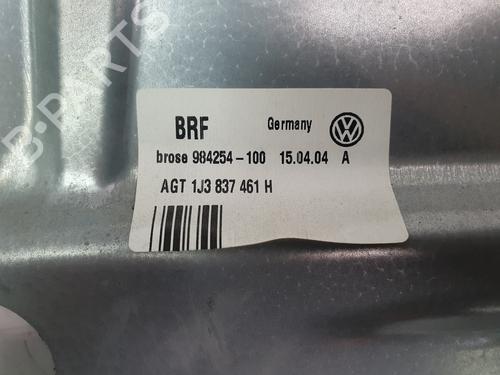 B-PARTS
BRF Germany
brose 984254-100 15.04.04 A
AGT 1J3 837 461 H